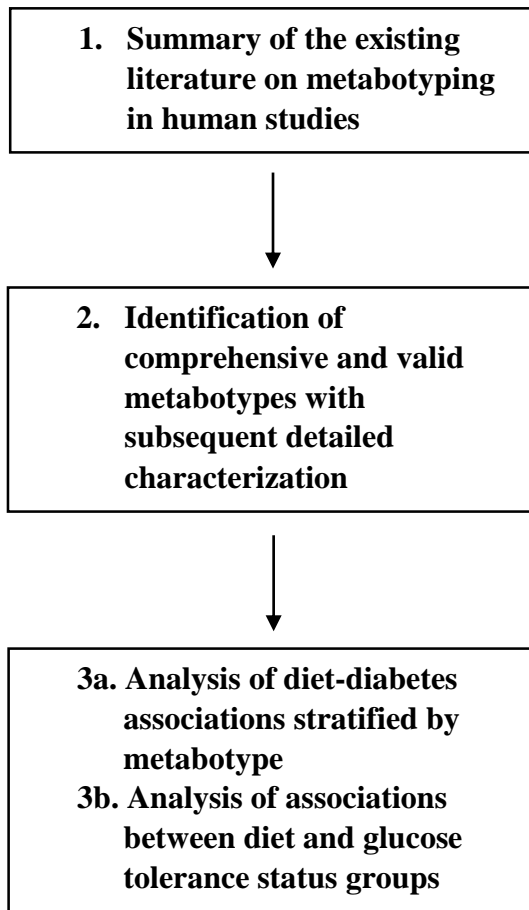 1. Summary of the existing
literature on metabotyping
in human studies
2. Identification of
comprehensive and valid
metabotypes with
subsequent detailed
characterization
3a. Analysis of diet-diabetes
associations stratified by
metabotype
3b. Analysis of associations
between diet and glucose
tolerance status groups